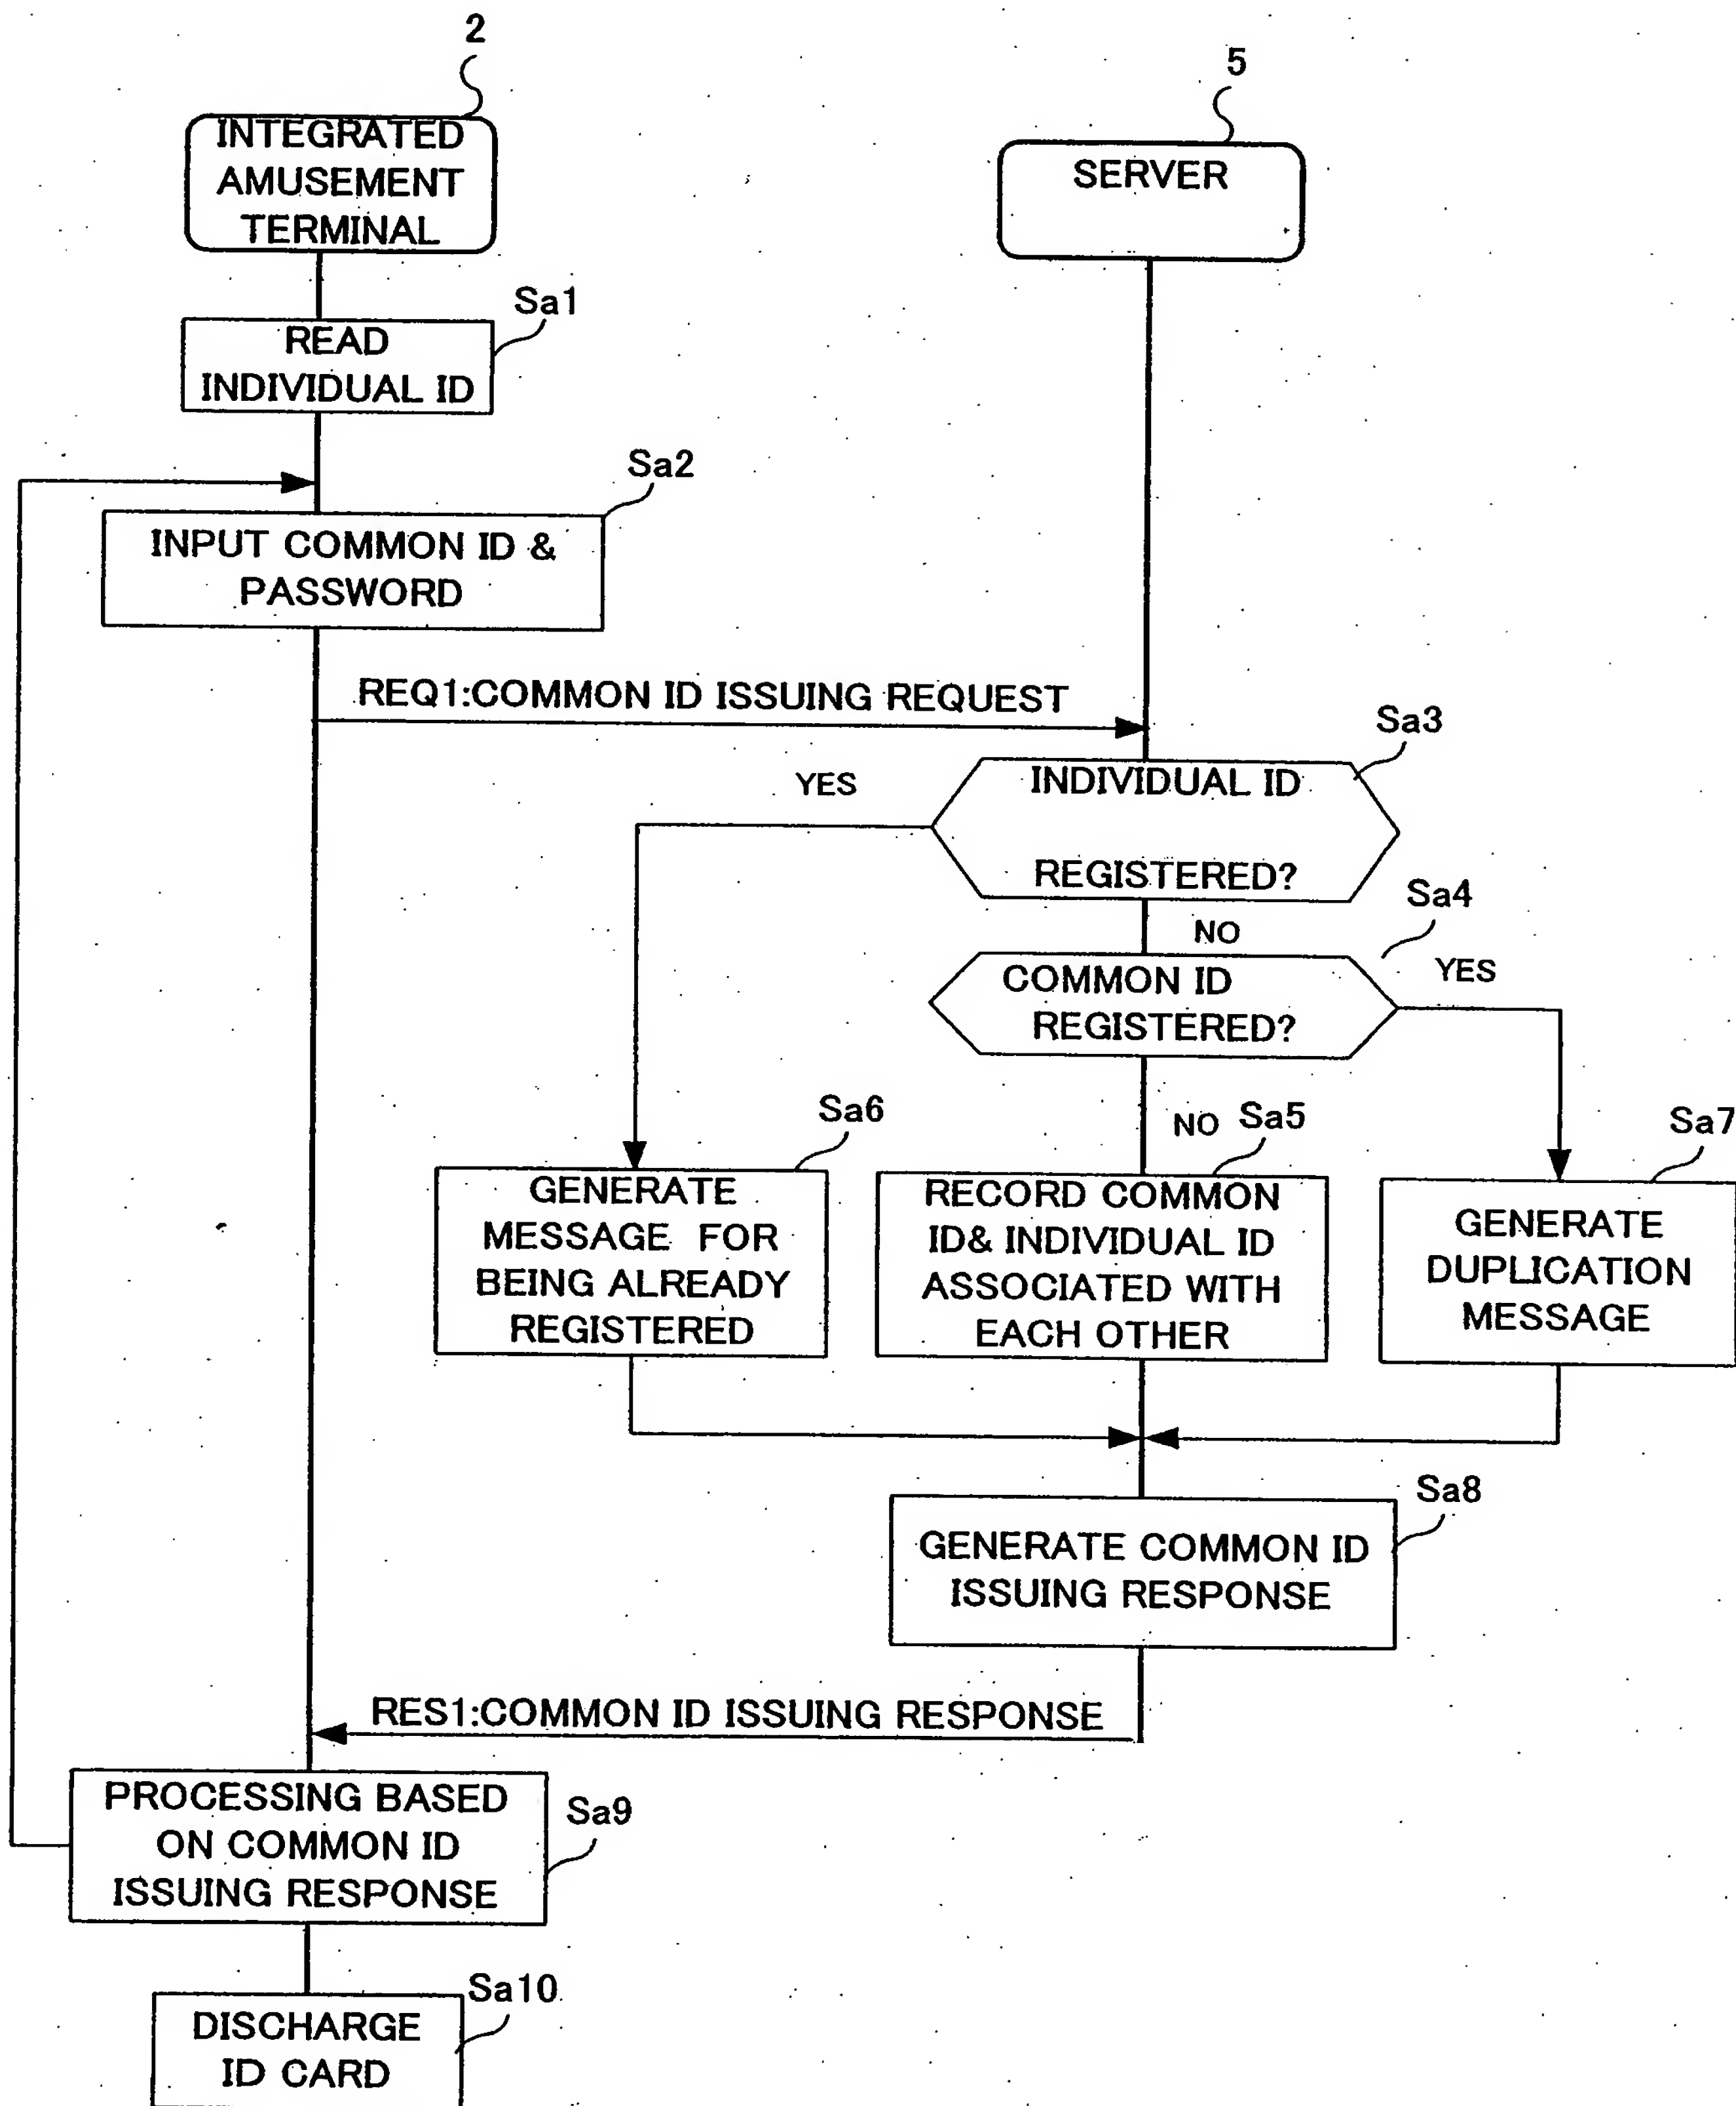 2
5
INTEGRATED
AMUSEMENT
TERMINAL
SERVER
Sa1
READ
INDIVIDUAL ID
Sa2
INPUT COMMON ID &
PASSWORD
REQ1:COMMON ID ISSUING REQUEST
Sa3
YES
INDIVIDUAL ID
REGISTERED?
NO
Sa4
COMMON ID
REGISTERED?
YES
NO
Sa6
GENERATE
MESSAGE FOR
BEING ALREADY
REGISTERED
Sa5
RECORD COMMON
ID& INDIVIDUAL ID
ASSOCIATED WITH
EACH OTHER
Sa7
GENERATE
DUPLICATION
MESSAGE
Sa8
GENERATE COMMON ID
ISSUING RESPONSE
RES1:COMMON ID ISSUING RESPONSE
PROCESSING BASED
ON COMMON ID
ISSUING RESPONSE
Sa9
Sa10
DISCHARGE
ID CARD